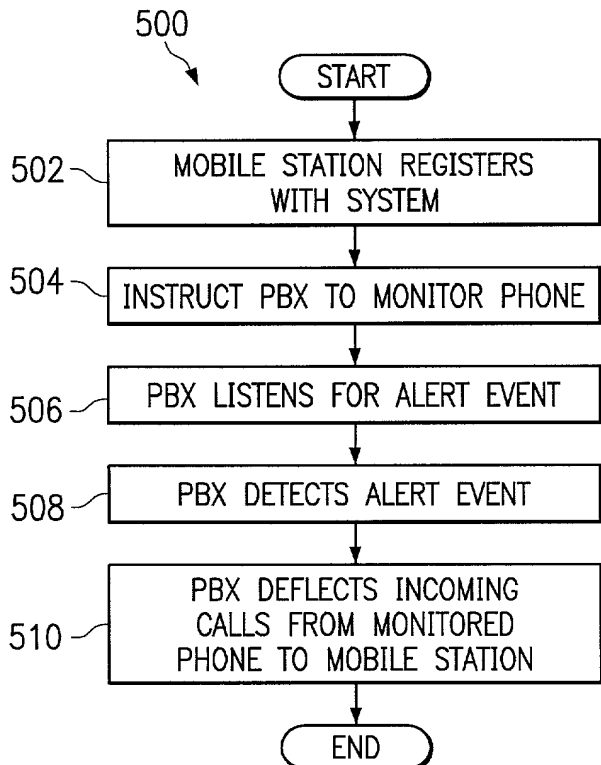 500
START
502
MOBILE STATION REGISTERS
WITH SYSTEM
504
INSTRUCT PBX TO MONITOR PHONE
506
PBX LISTENS FOR ALERT EVENT
508
PBX DETECTS ALERT EVENT
510
PBX DEFLECTS INCOMING
CALLS FROM MONITORED
PHONE TO MOBILE STATION
END